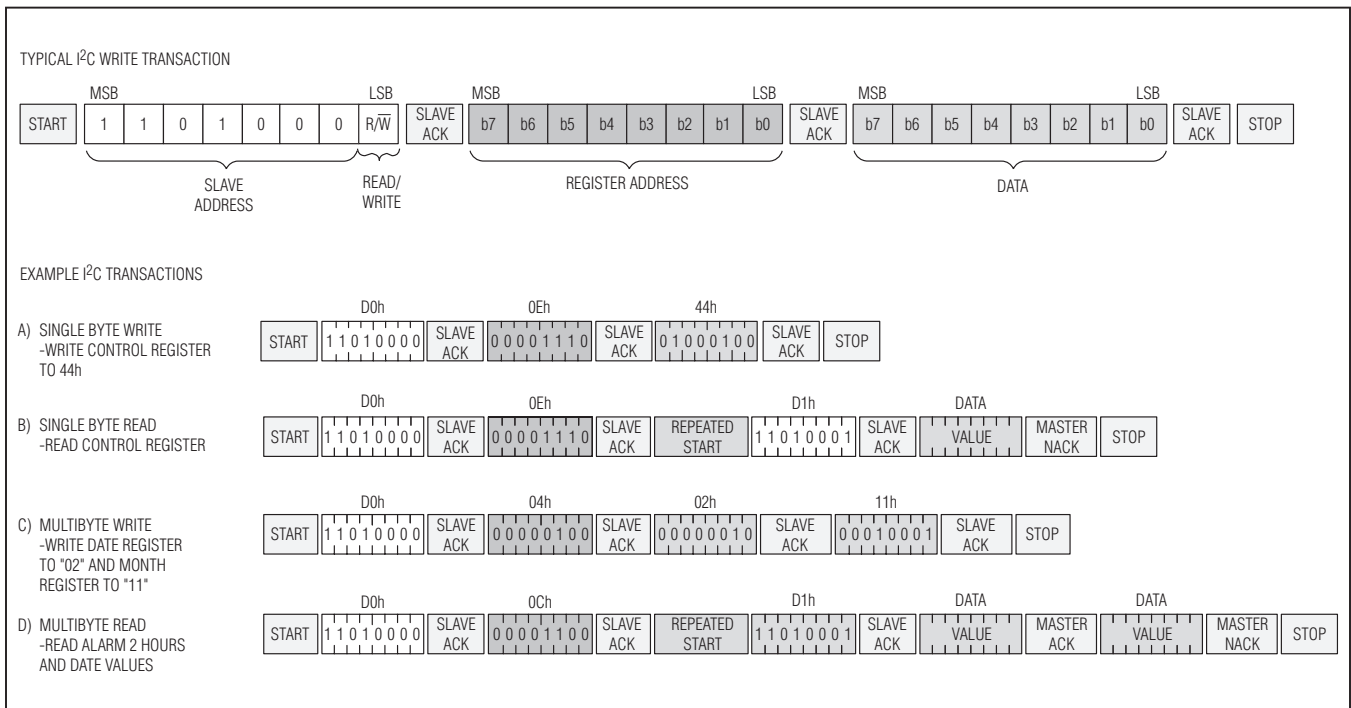 TYPICAL I2C WRITE TRANSACTION
MSB LSB MSB LSB MSB LSB
START 1 1 0 1 0 0 0 R/W̅ SLAVE ACK b7 b6 b5 b4 b3 b2 b1 b0 SLAVE ACK b7 b6 b5 b4 b3 b2 b1 b0 SLAVE ACK STOP
SLAVE ADDRESS READ/WRITE REGISTER ADDRESS DATA
EXAMPLE I2C TRANSACTIONS
D0h 0Eh 44h
A) SINGLE BYTE WRITE
-WRITE CONTROL REGISTER
TO 44h
START 11010000 SLAVE ACK 00001110 SLAVE ACK 01000100 SLAVE ACK STOP
D0h 0Eh D1h DATA
B) SINGLE BYTE READ
-READ CONTROL REGISTER
START 11010000 SLAVE ACK 00001110 SLAVE ACK REPEATED START 11010001 SLAVE ACK VALUE MASTER NACK STOP
D0h 04h 02h 11h
C) MULTIBYTE WRITE
-WRITE DATE REGISTER
TO "02" AND MONTH
REGISTER TO "11"
START 11010000 SLAVE ACK 00000100 SLAVE ACK 00000010 SLAVE ACK 00010001 SLAVE ACK STOP
D0h 0Ch D1h DATA DATA
D) MULTIBYTE READ
-READ ALARM 2 HOURS
AND DATE VALUES
START 11010000 SLAVE ACK 00001100 SLAVE ACK REPEATED START 11010001 SLAVE ACK VALUE MASTER ACK VALUE MASTER NACK STOP